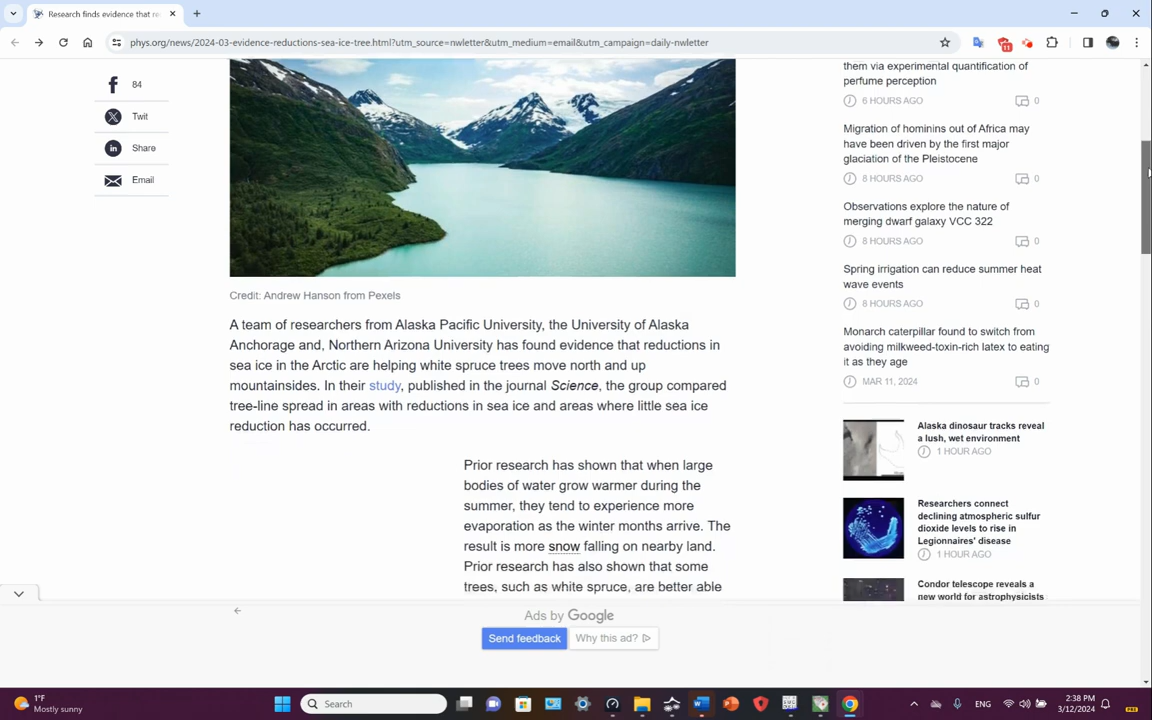 Research finds evidence that re
phys.org/news/2024-03-evidence-reductions-sea-ice-tree.html?utm_source=nwletter&utm_medium=email&utm_campaign=daily-nwletter
11
84
Twit
Share
Email
Credit: Andrew Hanson from Pexels
A team of researchers from Alaska Pacific University, the University of Alaska
Anchorage and, Northern Arizona University has found evidence that reductions in
sea ice in the Arctic are helping white spruce trees move north and up
mountainsides. In their study, published in the journal Science, the group compared
tree-line spread in areas with reductions in sea ice and areas where little sea ice
reduction has occurred.
Prior research has shown that when large
bodies of water grow warmer during the
summer, they tend to experience more
evaporation as the winter months arrive. The
result is more snow falling on nearby land.
Prior research has also shown that some
trees, such as white spruce, are better able
them via experimental quantification of
perfume perception
6 HOURS AGO 0
Migration of hominins out of Africa may
have been driven by the first major
glaciation of the Pleistocene
8 HOURS AGO 0
Observations explore the nature of
merging dwarf galaxy VCC 322
8 HOURS AGO 0
Spring irrigation can reduce summer heat
wave events
8 HOURS AGO 0
Monarch caterpillar found to switch from
avoiding milkweed-toxin-rich latex to eating
it as they age
MAR 11, 2024 0
Alaska dinosaur tracks reveal
a lush, wet environment
1 HOUR AGO
Researchers connect
declining atmospheric sulfur
dioxide levels to rise in
Legionnaires' disease
1 HOUR AGO
Condor telescope reveals a
new world for astrophysicists
Ads by Google
Send feedback Why this ad?
1°F
Mostly sunny
Search
ENG
2:38 PM
3/12/2024